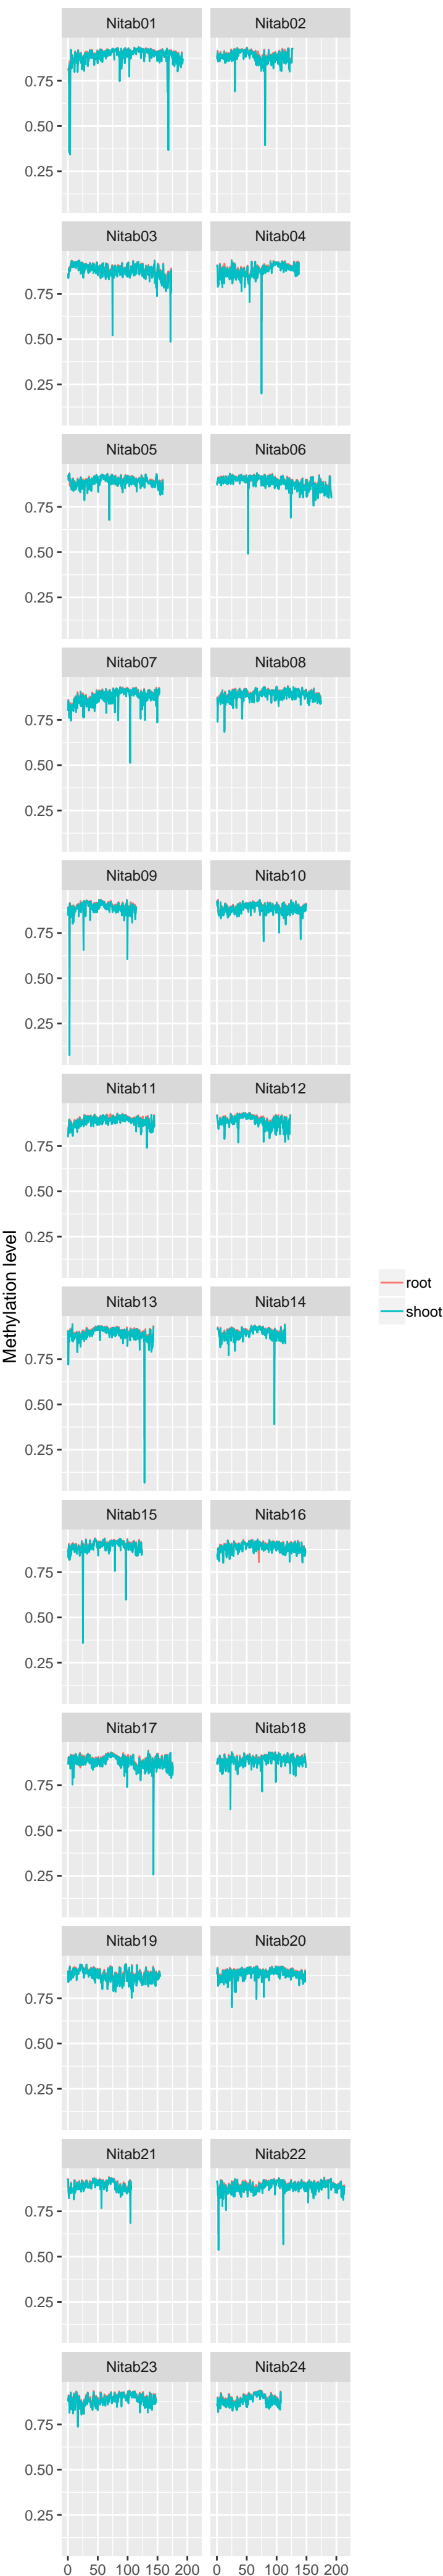 Nitab01 Nitab02
0.75
0.50
0.25
Nitab03 Nitab04
0.75
0.50
0.25
Nitab05 Nitab06
0.75
0.50
0.25
Nitab07 Nitab08
0.75
0.50
0.25
Nitab09 Nitab10
0.75
0.50
0.25
Nitab11 Nitab12
0.75
0.50
0.25
Methylation level
root
shoot
Nitab13 Nitab14
0.75
0.50
0.25
Nitab15 Nitab16
0.75
0.50
0.25
Nitab17 Nitab18
0.75
0.50
0.25
Nitab19 Nitab20
0.75
0.50
0.25
Nitab21 Nitab22
0.75
0.50
0.25
Nitab23 Nitab24
0.75
0.50
0.25
0 50 100 150 200 0 50 100 150 200